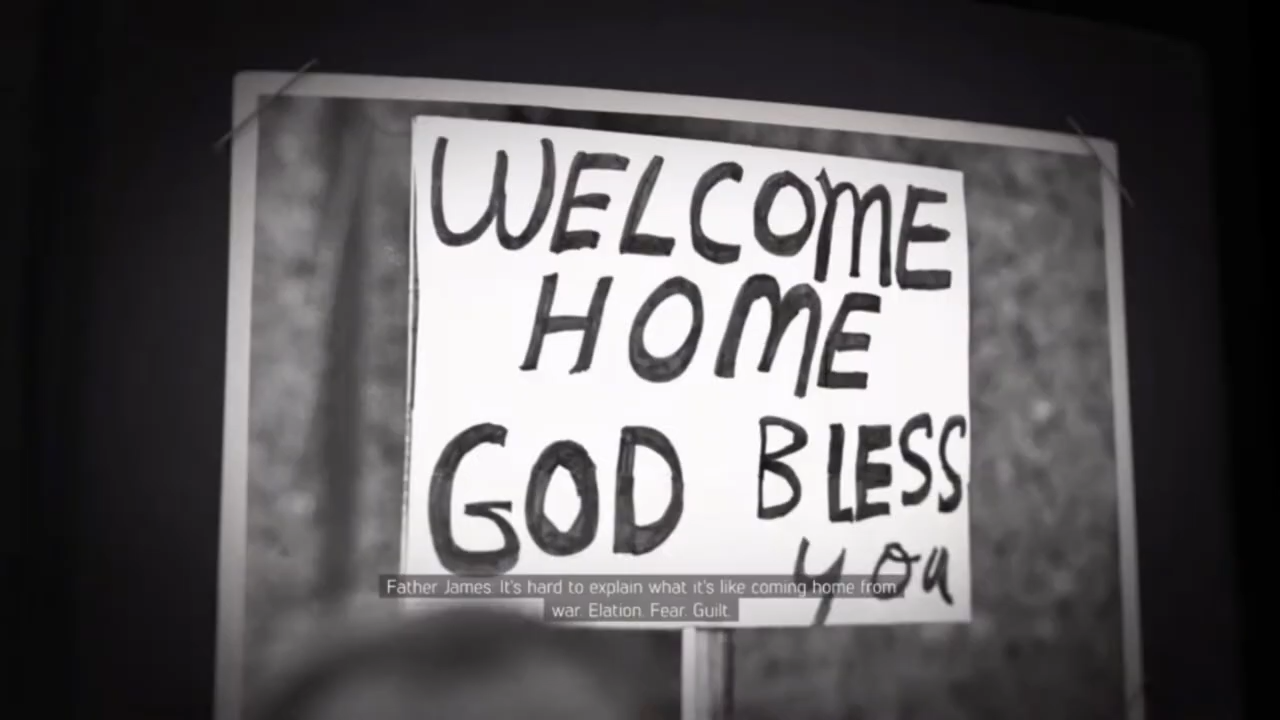 WELCOME
HOME
GOD BLESS
you
Father James: It's hard to explain what it's like coming home from
war. Elation. Fear. Guilt.